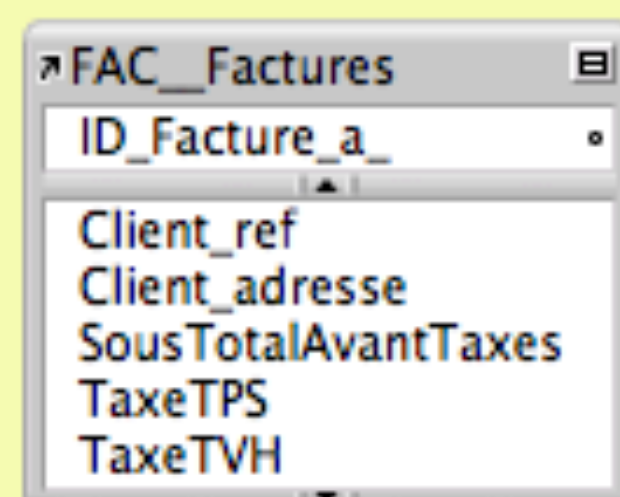 FAC__Factures
ID_Facture_a_
Client_ref
Client_adresse
SousTotalAvantTaxes
TaxeTPS
TaxeTVH